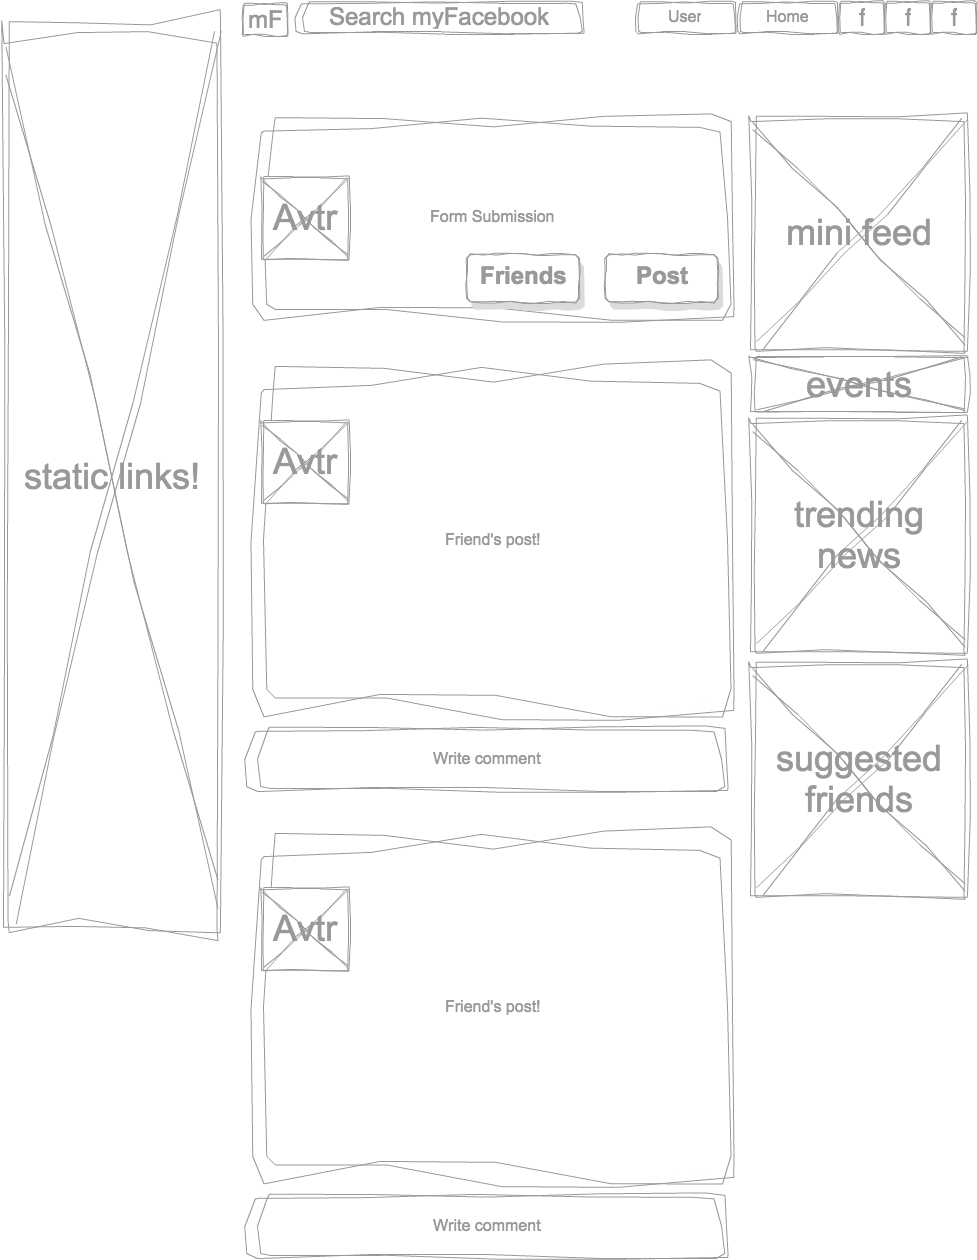 mF
Search myFacebook
User
Home
f
f
f
static links!
Avtr
Form Submission
Friends
Post
Avtr
Friend's post!
Write comment
Avtr
Friend's post!
Write comment
mini feed
events
trending
news
suggested
friends